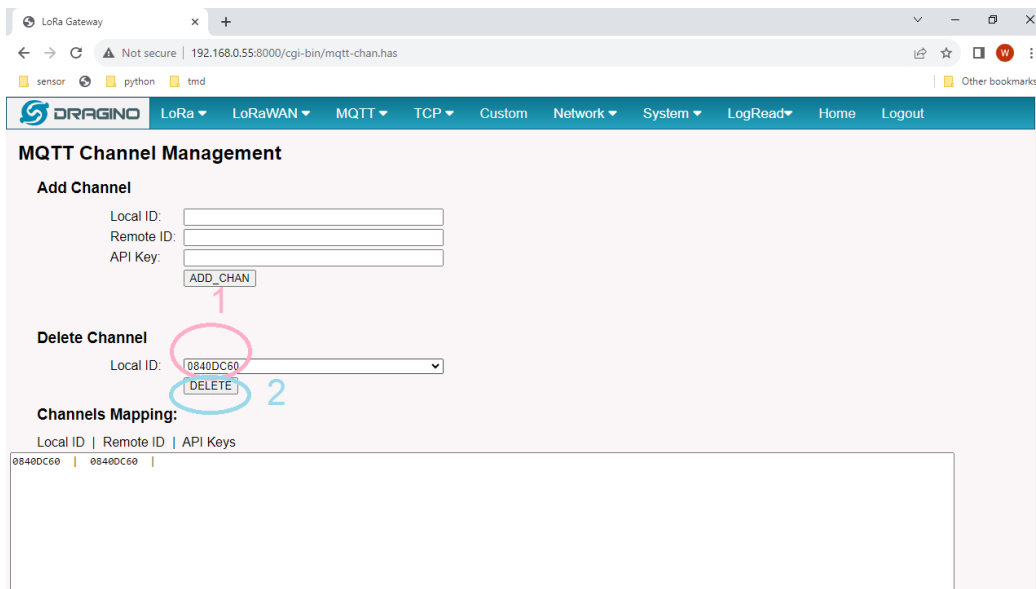 LoRa Gateway
Not secure | 192.168.0.55:8000/cgi-bin/mqtt-chan.has W
sensor python tmd Other bookmarks
DRAGINO LoRa LoRaWAN MQTT TCP Custom Network System LogRead Home Logout
MQTT Channel Management
Add Channel
Local ID:
Remote ID:
API Key:
ADD_CHAN
1
Delete Channel
Local ID: 0840DC60
DELETE 2
Channels Mapping:
Local ID | Remote ID | API Keys
0840DC60 | 0840DC60 |